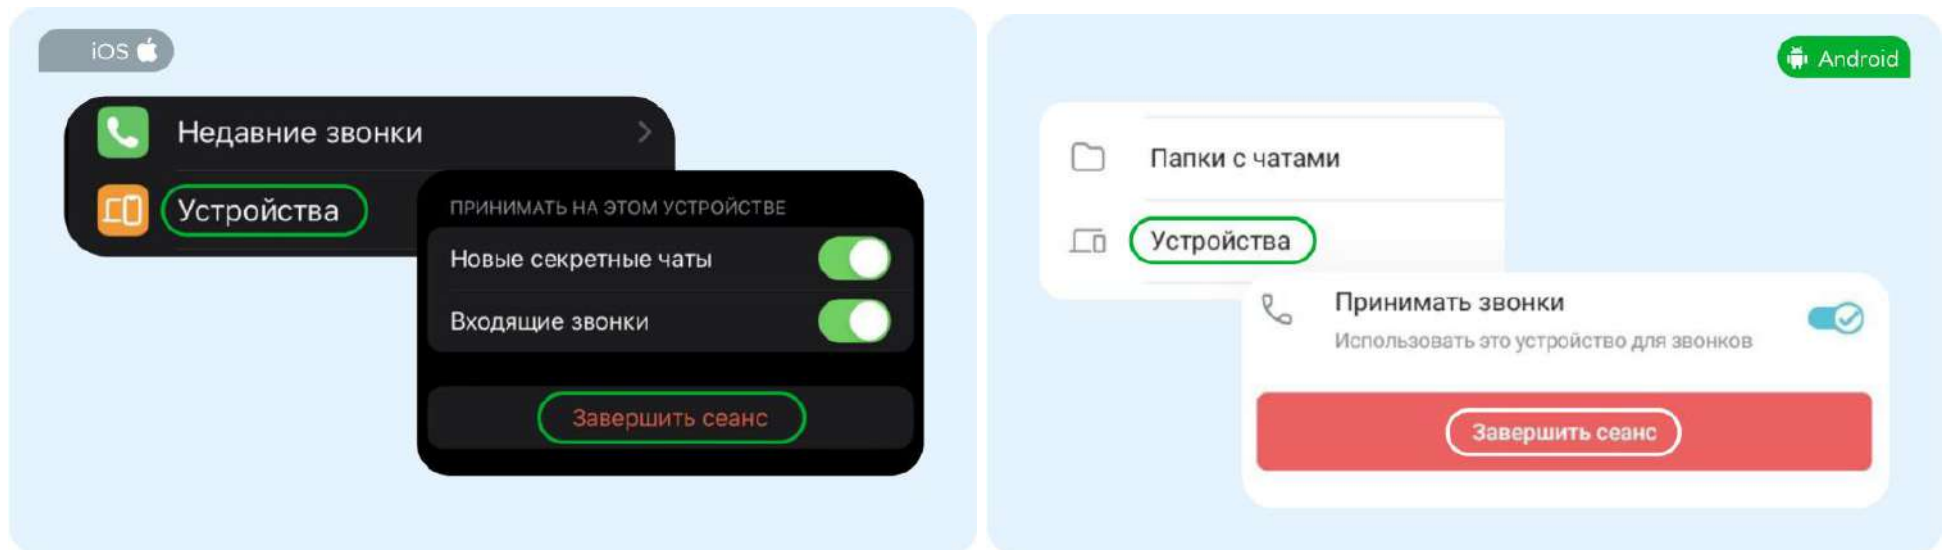 iOS
Недавние звонки
Устройства
ПРИНИМАТЬ НА ЭТОМ УСТРОЙСТВЕ
Новые секретные чаты
Входящие звонки
Завершить сеанс
Android
Папки с чатами
Устройства
Принимать звонки
Использовать это устройство для звонков
Завершить сеанс